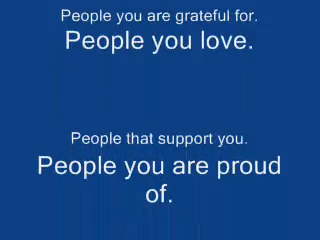 People you are grateful for.
People you love.
People that support you.
People you are proud
of.